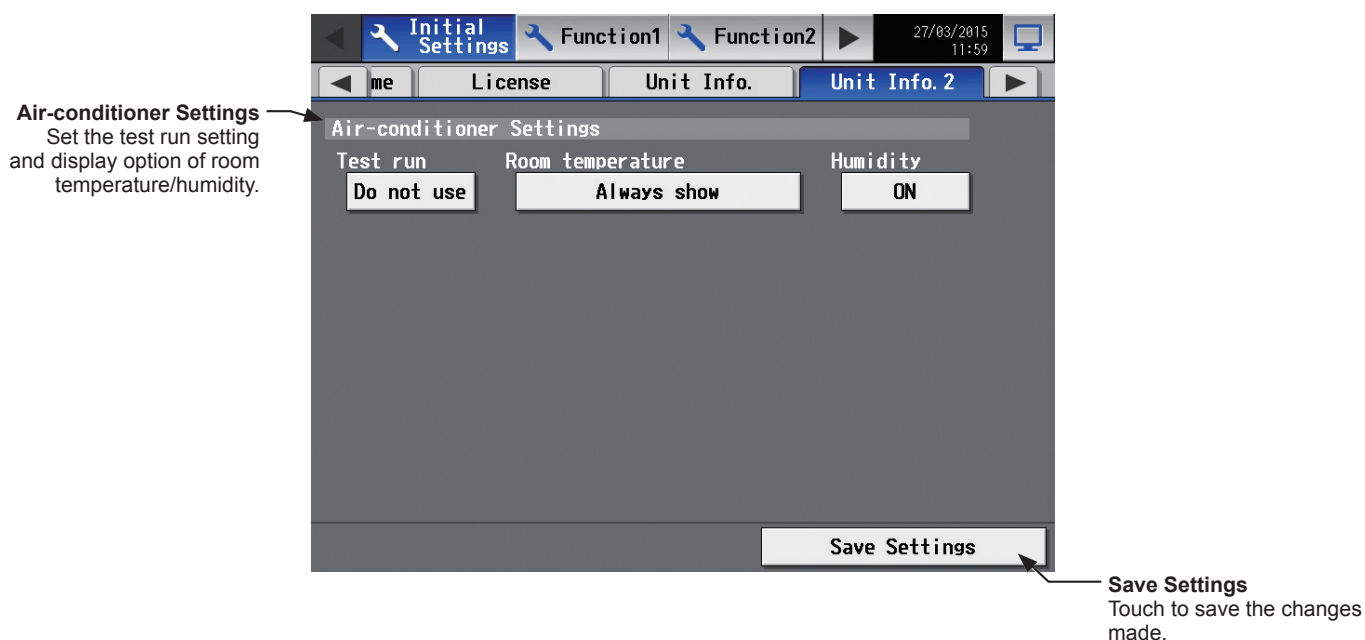 Initial
Settings
Function1
Function2
27/03/2015
11:59
me
License
Unit Info.
Unit Info. 2
Air-conditioner Settings
Set the test run setting
and display option of room
temperature/humidity.
Air-conditioner Settings
Test run
Room temperature
Humidity
Do not use
Always show
ON
Save Settings
Save Settings
Touch to save the changes
made.